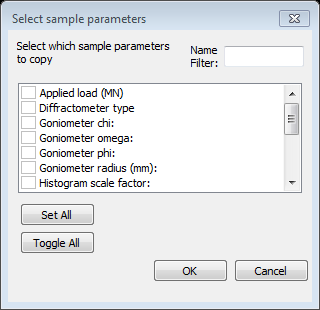 Select sample parameters
Select which sample parameters
to copy
Name
Filter:
Applied load (MN)
Diffractometer type
Goniometer chi:
Goniometer omega:
Goniometer phi:
Goniometer radius (mm):
Histogram scale factor:
Set All
Toggle All
OK
Cancel